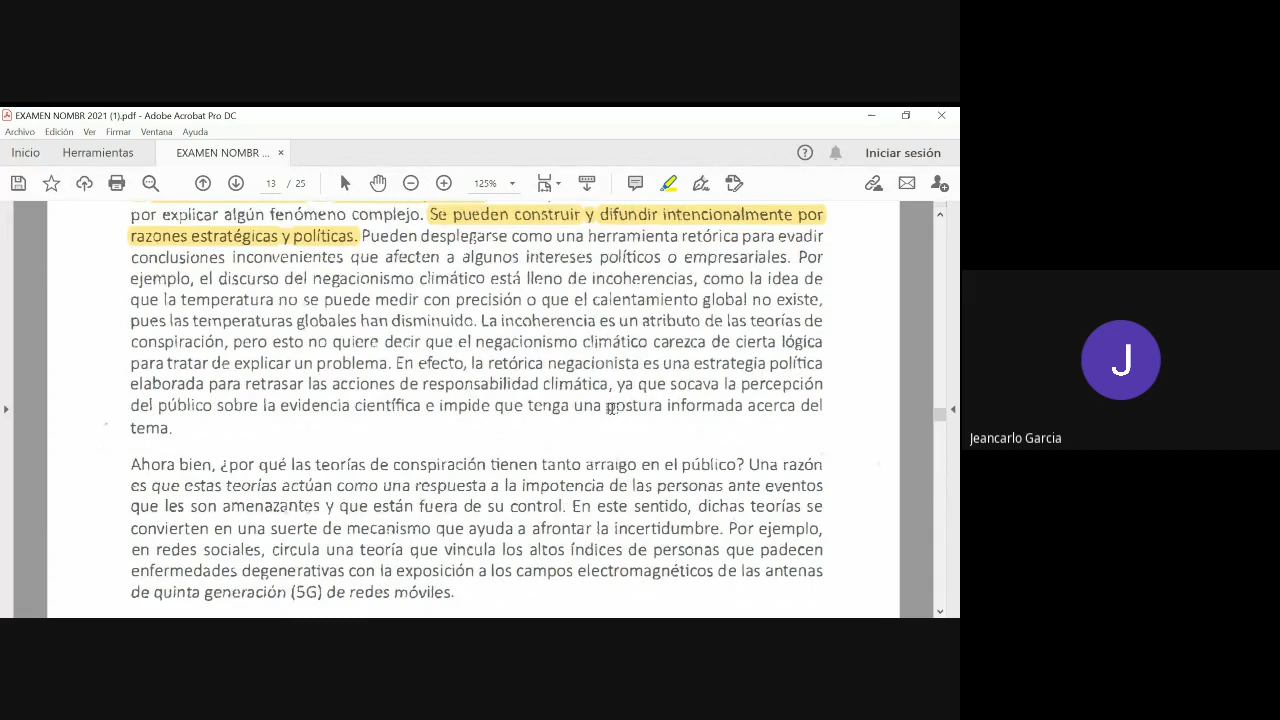 EXAMEN NOMBR 2021 (1).pdf - Adobe Acrobat Pro DC
Archivo Edición Ver Firmar Ventana Ayuda
Inicio Herramientas EXAMEN NOMBR ... × Iniciar sesión
13 / 25 125%
por explicar algún fenómeno complejo. Se pueden construir y difundir intencionalmente por
razones estratégicas y políticas. Pueden desplegarse como una herramienta retórica para evadir
conclusiones inconvenientes que afecten a algunos intereses políticos o empresariales. Por
ejemplo, el discurso del negacionismo climático está lleno de incoherencias, como la idea de
que la temperatura no se puede medir con precisión o que el calentamiento global no existe,
pues las temperaturas globales han disminuido. La incoherencia es un atributo de las teorías de
conspiración, pero esto no quiere decir que el negacionismo climático carezca de cierta lógica
para tratar de explicar un problema. En efecto, la retórica negacionista es una estrategia política
elaborada para retrasar las acciones de responsabilidad climática, ya que socava la percepción
del público sobre la evidencia científica e impide que tenga una postura informada acerca del
tema.
Ahora bien, ¿por qué las teorías de conspiración tienen tanto arraigo en el público? Una razón
es que estas teorías actúan como una respuesta a la impotencia de las personas ante eventos
que les son amenazantes y que están fuera de su control. En este sentido, dichas teorías se
convierten en una suerte de mecanismo que ayuda a afrontar la incertidumbre. Por ejemplo,
en redes sociales, circula una teoría que vincula los altos índices de personas que padecen
enfermedades degenerativas con la exposición a los campos electromagnéticos de las antenas
de quinta generación (5G) de redes móviles.
J
Jeancarlo Garcia